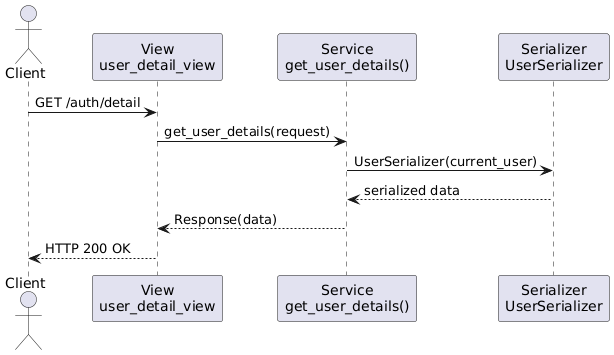 Client
View
user_detail_view
Service
get_user_details()
Serializer
UserSerializer
GET /auth/detail
get_user_details(request)
UserSerializer(current_user)
serialized data
Response(data)
HTTP 200 OK
Client
View
user_detail_view
Service
get_user_details()
Serializer
UserSerializer